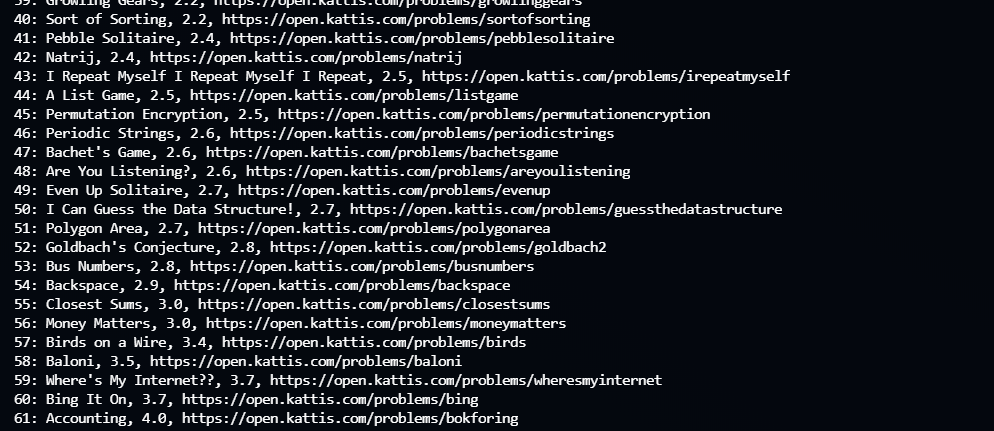 39: Growling Gears, 2.2, https://open.kattis.com/problems/growlinggears
40: Sort of Sorting, 2.2, https://open.kattis.com/problems/sortofsorting
41: Pebble Solitaire, 2.4, https://open.kattis.com/problems/pebblesolitaire
42: Natrij, 2.4, https://open.kattis.com/problems/natrij
43: I Repeat Myself I Repeat Myself I Repeat, 2.5, https://open.kattis.com/problems/irepeatmyself
44: A List Game, 2.5, https://open.kattis.com/problems/listgame
45: Permutation Encryption, 2.5, https://open.kattis.com/problems/permutationencryption
46: Periodic Strings, 2.6, https://open.kattis.com/problems/periodicstrings
47: Bachet's Game, 2.6, https://open.kattis.com/problems/bachetsgame
48: Are You Listening?, 2.6, https://open.kattis.com/problems/areyoulistening
49: Even Up Solitaire, 2.7, https://open.kattis.com/problems/evenup
50: I Can Guess the Data Structure!, 2.7, https://open.kattis.com/problems/guessthedatastructure
51: Polygon Area, 2.7, https://open.kattis.com/problems/polygonarea
52: Goldbach's Conjecture, 2.8, https://open.kattis.com/problems/goldbach2
53: Bus Numbers, 2.8, https://open.kattis.com/problems/busnumbers
54: Backspace, 2.9, https://open.kattis.com/problems/backspace
55: Closest Sums, 3.0, https://open.kattis.com/problems/closestsums
56: Money Matters, 3.0, https://open.kattis.com/problems/moneymatters
57: Birds on a Wire, 3.4, https://open.kattis.com/problems/birds
58: Baloni, 3.5, https://open.kattis.com/problems/baloni
59: Where's My Internet??, 3.7, https://open.kattis.com/problems/wheresmyinternet
60: Bing It On, 3.7, https://open.kattis.com/problems/bing
61: Accounting, 4.0, https://open.kattis.com/problems/bokforing